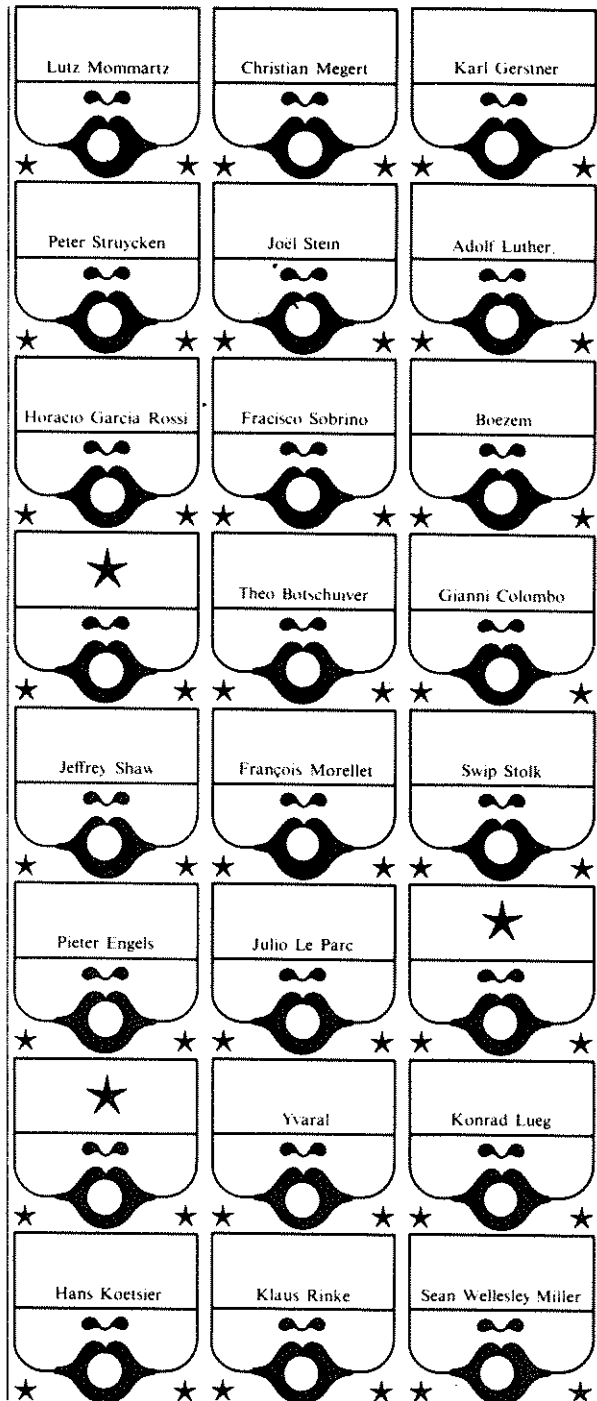 Lutz Mommartz
Christian Megert
Karl Gerstner
Peter Struycken
Joël Stein
Adolf Luther
Horacio Garcia Rossi
Fracisco Sobrino
Boezem
Theo Botschuiver
Gianni Colombo
Jeffrey Shaw
François Morellet
Swip Stolk
Pieter Engels
Julio Le Parc
Yvaral
Konrad Lueg
Hans Koetsier
Klaus Rinke
Sean Wellesley Miller